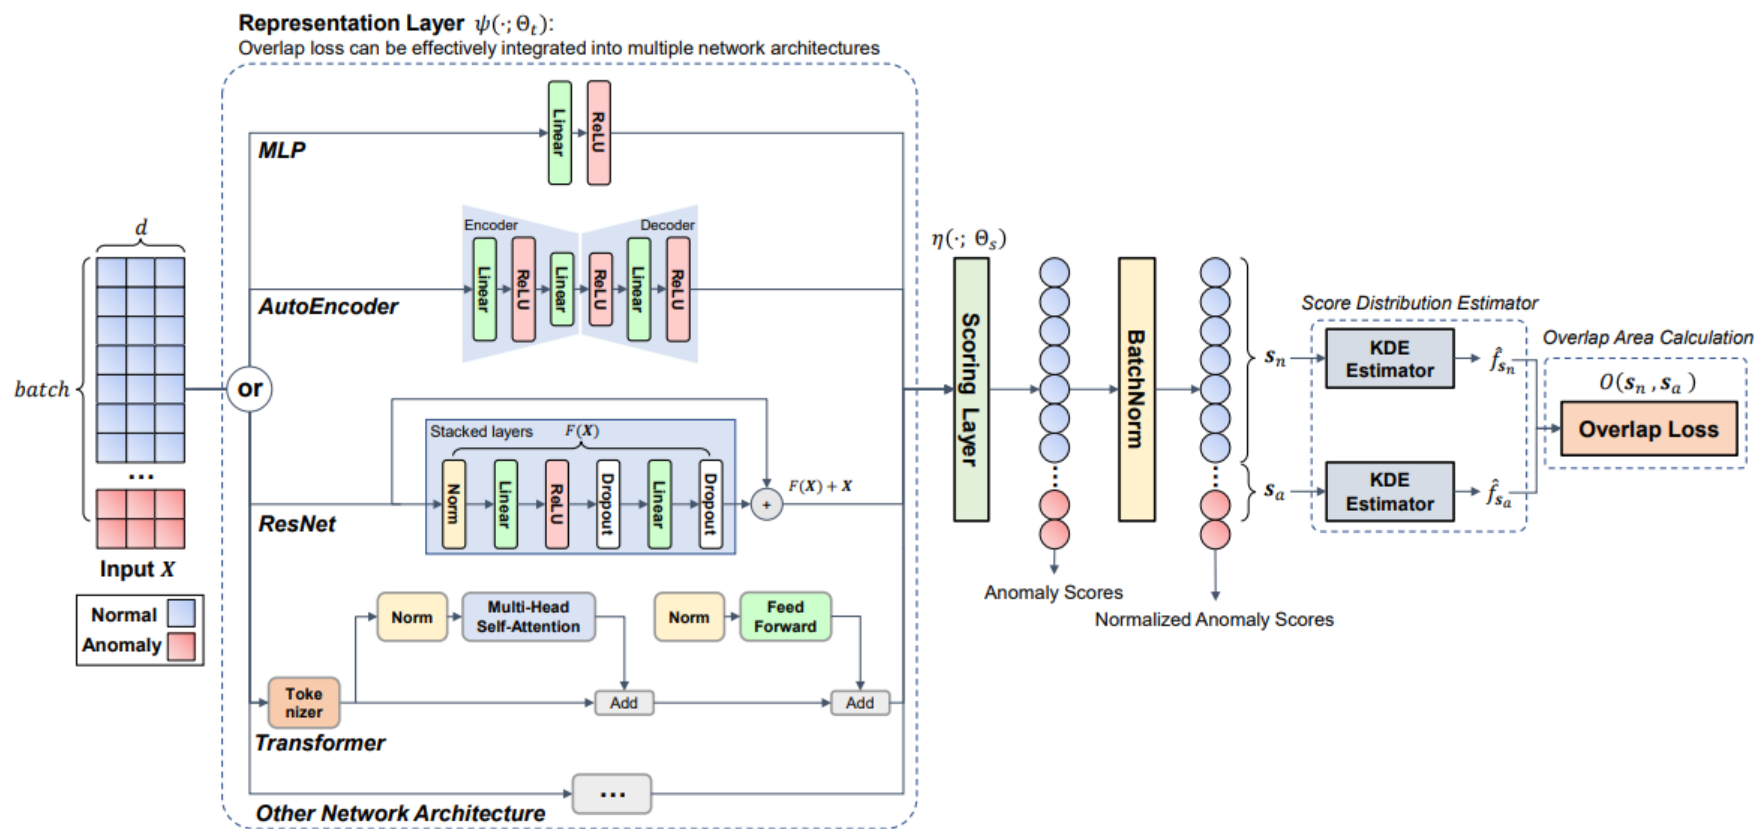 Representation Layer ψ(·; Θt):
Overlap loss can be effectively integrated into multiple network architectures
Linear
ReLU
MLP
Encoder
Decoder
Linear
ReLU
Linear
ReLU
Linear
ReLU
AutoEncoder
d
batch
...
Input X
Normal
Anomaly
or
Stacked layers
F(X)
Norm
Linear
ReLU
Dropout
Linear
Dropout
+
F(X) + X
ResNet
Norm
Multi-Head
Self-Attention
Norm
Feed
Forward
Toke
nizer
Add
Add
Transformer
...
Other Network Architecture
η(·; Θs)
Scoring Layer
Anomaly Scores
BatchNorm
Normalized Anomaly Scores
sn
sa
Score Distribution Estimator
KDE
Estimator
f̂sn
KDE
Estimator
f̂sa
Overlap Area Calculation
O(sn, sa)
Overlap Loss